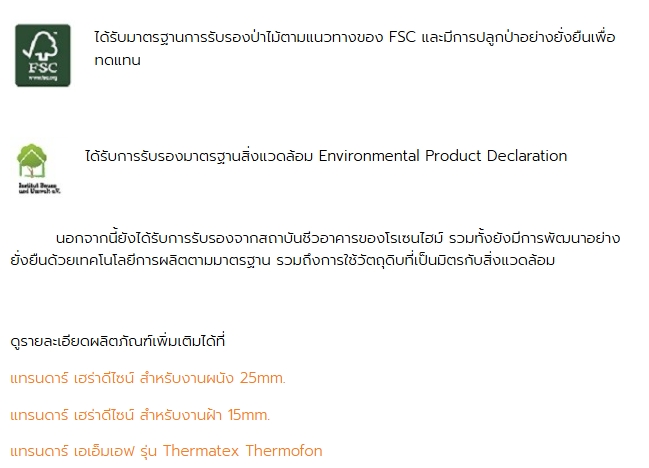 FSC
www.fsc.org
ได้รับมาตรฐานการรับรองป่าไม้ตามแนวทางของ FSC และมีการปลูกป่าอย่างยั่งยืนเพื่อ
ทดแทน
ได้รับการรับรองมาตรฐานสิ่งแวดล้อม Environmental Product Declaration
Institut Bauen
und Umwelt e.V.
นอกจากนี้ยังได้รับการรับรองจากสถาบันชีวอาคารของโรเซนไฮม์ รวมทั้งยังมีการพัฒนาอย่าง
ยั่งยืนด้วยเทคโนโลยีการผลิตตามมาตรฐาน รวมถึงการใช้วัตถุดิบที่เป็นมิตรกับสิ่งแวดล้อม
ดูรายละเอียดผลิตภัณฑ์เพิ่มเติมได้ที่
แทรนดาร์ เฮร่าดีไซน์ สำหรับงานผนัง 25mm.
แทรนดาร์ เฮร่าดีไซน์ สำหรับงานฝ้า 15mm.
แทรนดาร์ เอเอ็มเอฟ รุ่น Thermatex Thermofon